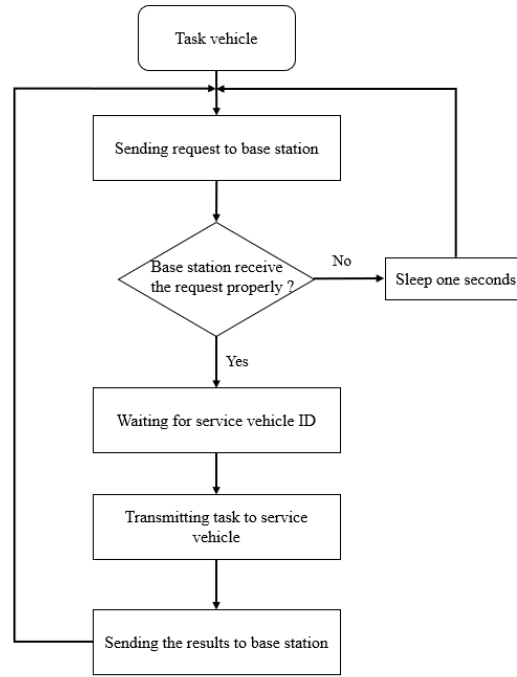 Task vehicle
Sending request to base station
Base station receive
the request properly ?
No
Sleep one seconds
Yes
Waiting for service vehicle ID
Transmitting task to service
vehicle
Sending the results to base station